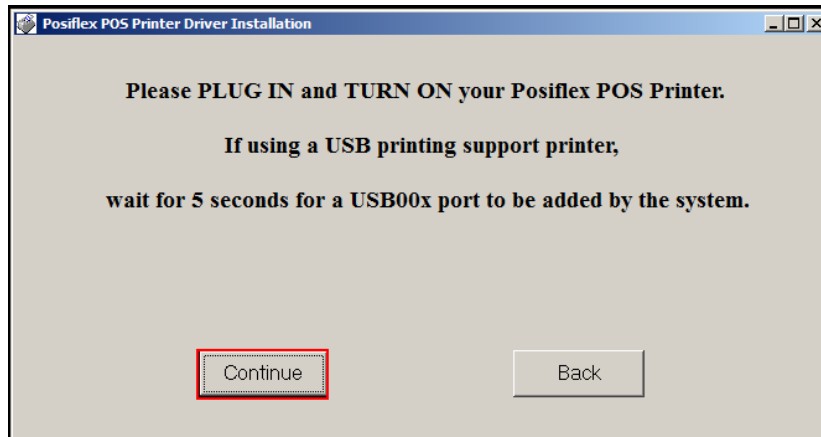 Posiflex POS Printer Driver Installation
Please PLUG IN and TURN ON your Posiflex POS Printer.
If using a USB printing support printer,
wait for 5 seconds for a USB00x port to be added by the system.
Continue
Back